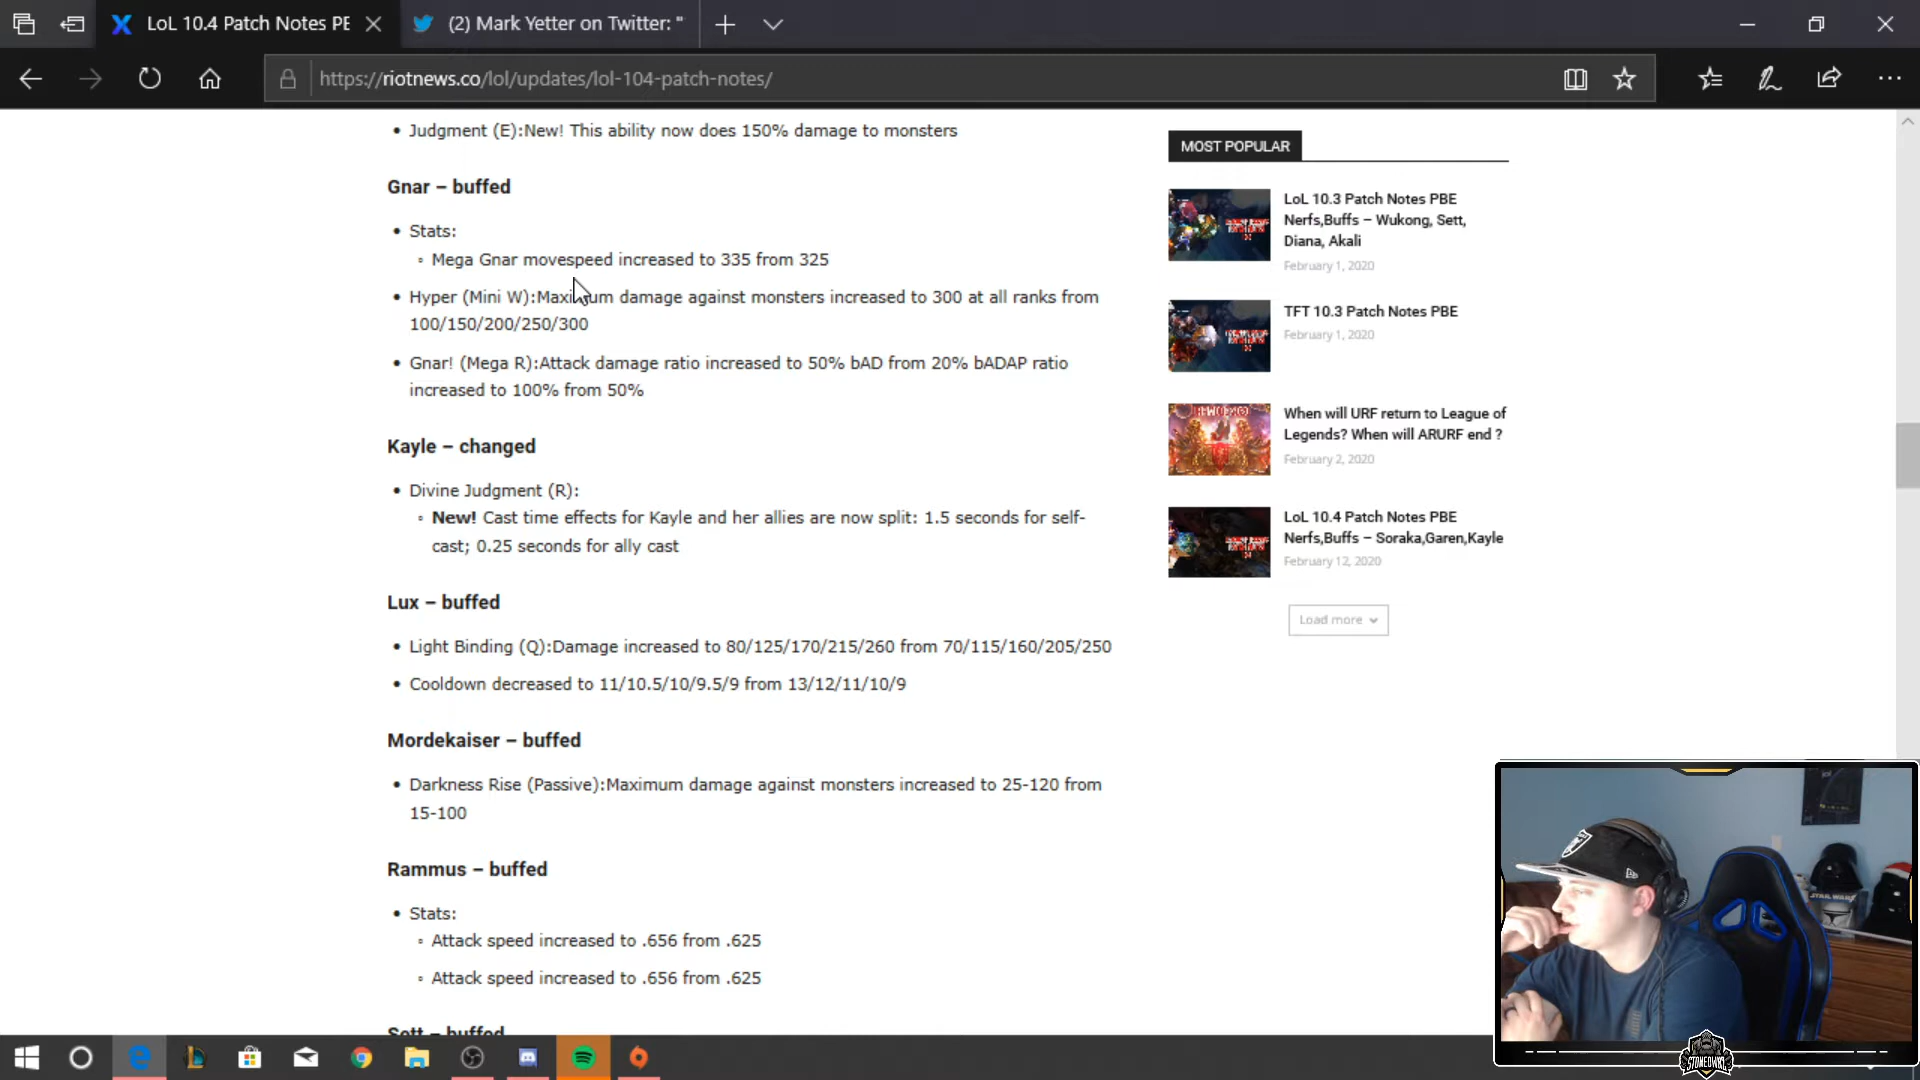 LoL 10.4 Patch Notes PE
(2) Mark Yetter on Twitter: "
https://riotnews.co/lol/updates/lol-104-patch-notes/
• Judgment (E):New! This ability now does 150% damage to monsters
Gnar – buffed
• Stats:
◦ Mega Gnar movespeed increased to 335 from 325
• Hyper (Mini W):Maximum damage against monsters increased to 300 at all ranks from
100/150/200/250/300
• Gnar! (Mega R):Attack damage ratio increased to 50% bAD from 20% bADAP ratio
increased to 100% from 50%
Kayle – changed
• Divine Judgment (R):
◦ New! Cast time effects for Kayle and her allies are now split: 1.5 seconds for self-
cast; 0.25 seconds for ally cast
Lux – buffed
• Light Binding (Q):Damage increased to 80/125/170/215/260 from 70/115/160/205/250
• Cooldown decreased to 11/10.5/10/9.5/9 from 13/12/11/10/9
Mordekaiser – buffed
• Darkness Rise (Passive):Maximum damage against monsters increased to 25-120 from
15-100
Rammus – buffed
• Stats:
◦ Attack speed increased to .656 from .625
◦ Attack speed increased to .656 from .625
Sett – buffed
MOST POPULAR
LoL 10.3 Patch Notes PBE
Nerfs,Buffs – Wukong, Sett,
Diana, Akali
February 1, 2020
TFT 10.3 Patch Notes PBE
February 1, 2020
When will URF return to League of
Legends? When will ARURF end ?
February 2, 2020
LoL 10.4 Patch Notes PBE
Nerfs,Buffs – Soraka,Garen,Kayle
February 12, 2020
Load more
STAR WARS